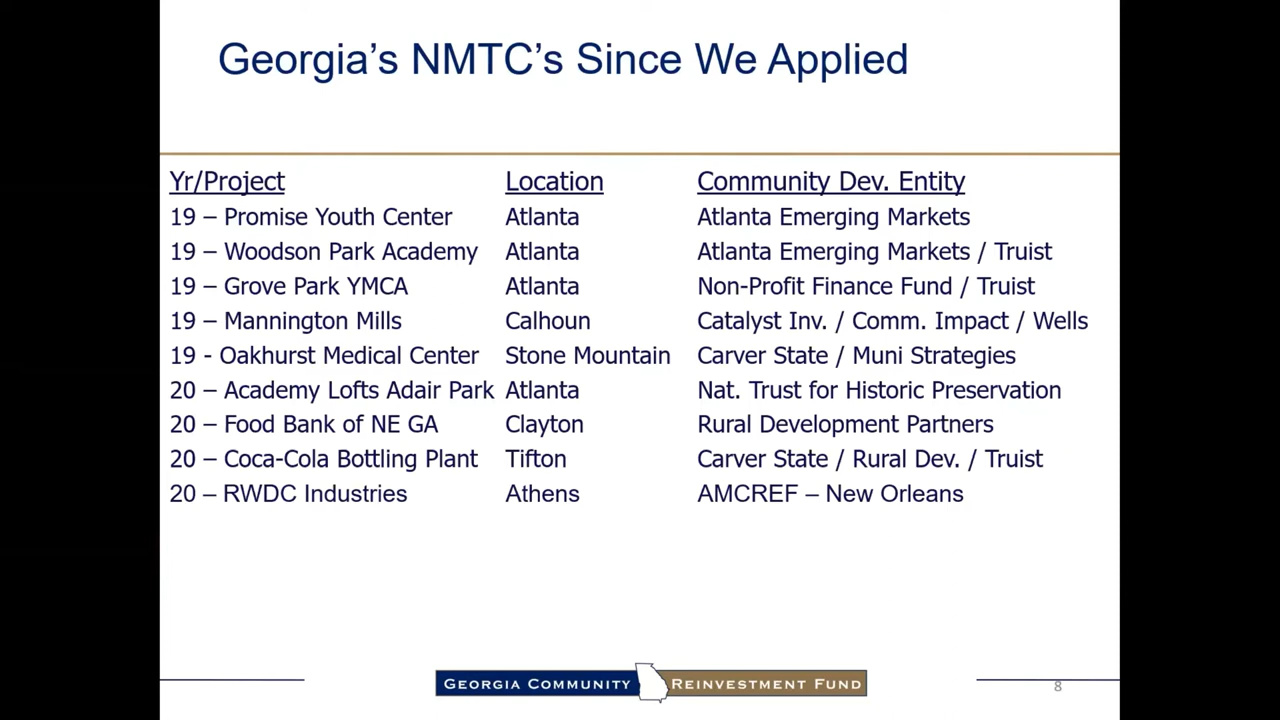 Georgia’s NMTC’s Since We Applied
Yr/Project Location Community Dev. Entity
19 – Promise Youth Center Atlanta Atlanta Emerging Markets
19 – Woodson Park Academy Atlanta Atlanta Emerging Markets / Truist
19 – Grove Park YMCA Atlanta Non-Profit Finance Fund / Truist
19 – Mannington Mills Calhoun Catalyst Inv. / Comm. Impact / Wells
19 - Oakhurst Medical Center Stone Mountain Carver State / Muni Strategies
20 – Academy Lofts Adair Park Atlanta Nat. Trust for Historic Preservation
20 – Food Bank of NE GA Clayton Rural Development Partners
20 – Coca-Cola Bottling Plant Tifton Carver State / Rural Dev. / Truist
20 – RWDC Industries Athens AMCREF – New Orleans
GEORGIA COMMUNITY REINVESTMENT FUND
8